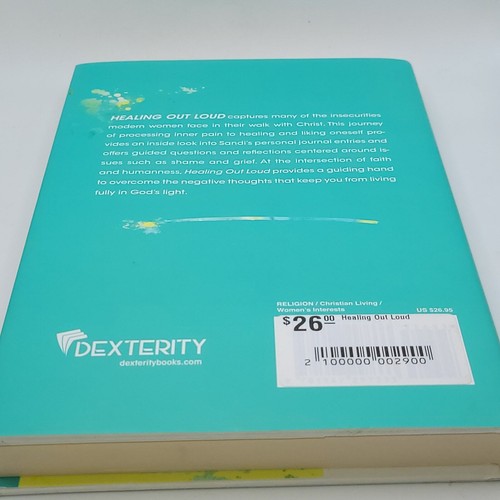 HEALING OUT LOUD captures many of the insecurities
modern women face in their walk with Christ. This journey
of processing inner pain to healing and liking oneself pro-
vides an inside look into Sandi's personal journal entries and
offers guided questions and reflections centered around is-
sues such as shame and grief. At the intersection of faith
and humanness, Healing Out Loud provides a guiding hand
to overcome the negative thoughts that keep you from living
fully in God's light.
RELIGION / Christian Living /
Women's Interests US $26.95
$26.00 Healing Out Loud
2 100000 002900
DEXTERITY
dexteritybooks.com